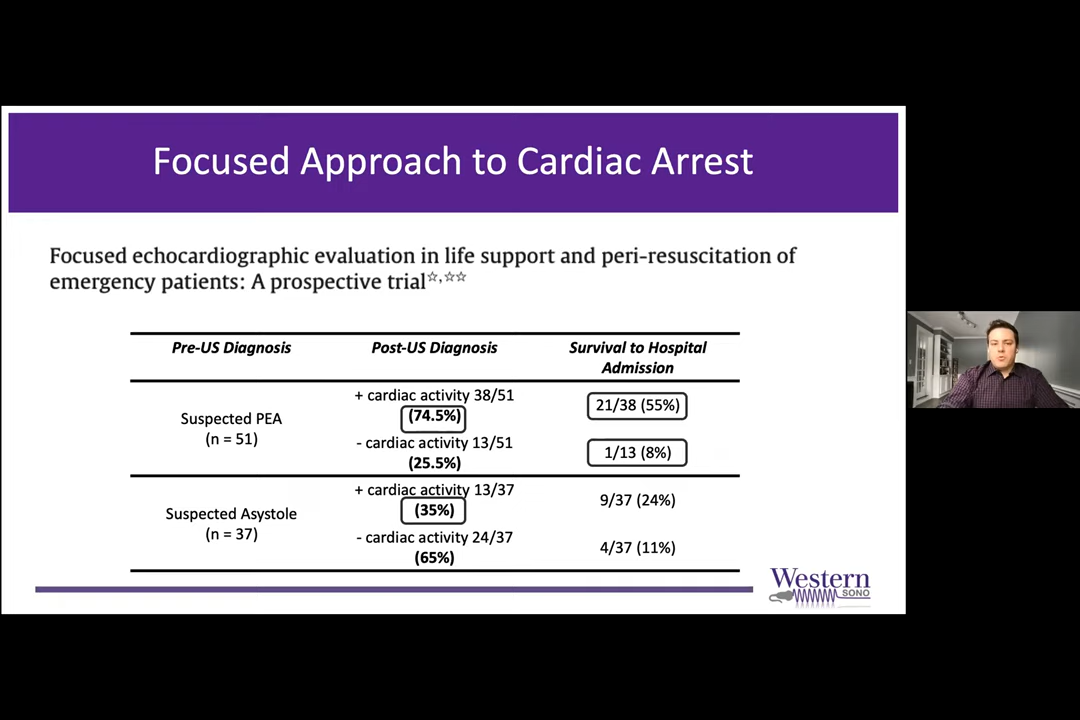 Focused Approach to Cardiac Arrest
Focused echocardiographic evaluation in life support and peri-resuscitation of
emergency patients: A prospective trial☆,☆☆
Pre-US Diagnosis
Post-US Diagnosis
Survival to Hospital
Admission
Suspected PEA
(n = 51)
+ cardiac activity 38/51
(74.5%)
21/38 (55%)
- cardiac activity 13/51
(25.5%)
1/13 (8%)
Suspected Asystole
(n = 37)
+ cardiac activity 13/37
(35%)
9/37 (24%)
- cardiac activity 24/37
(65%)
4/37 (11%)
Western
SONO